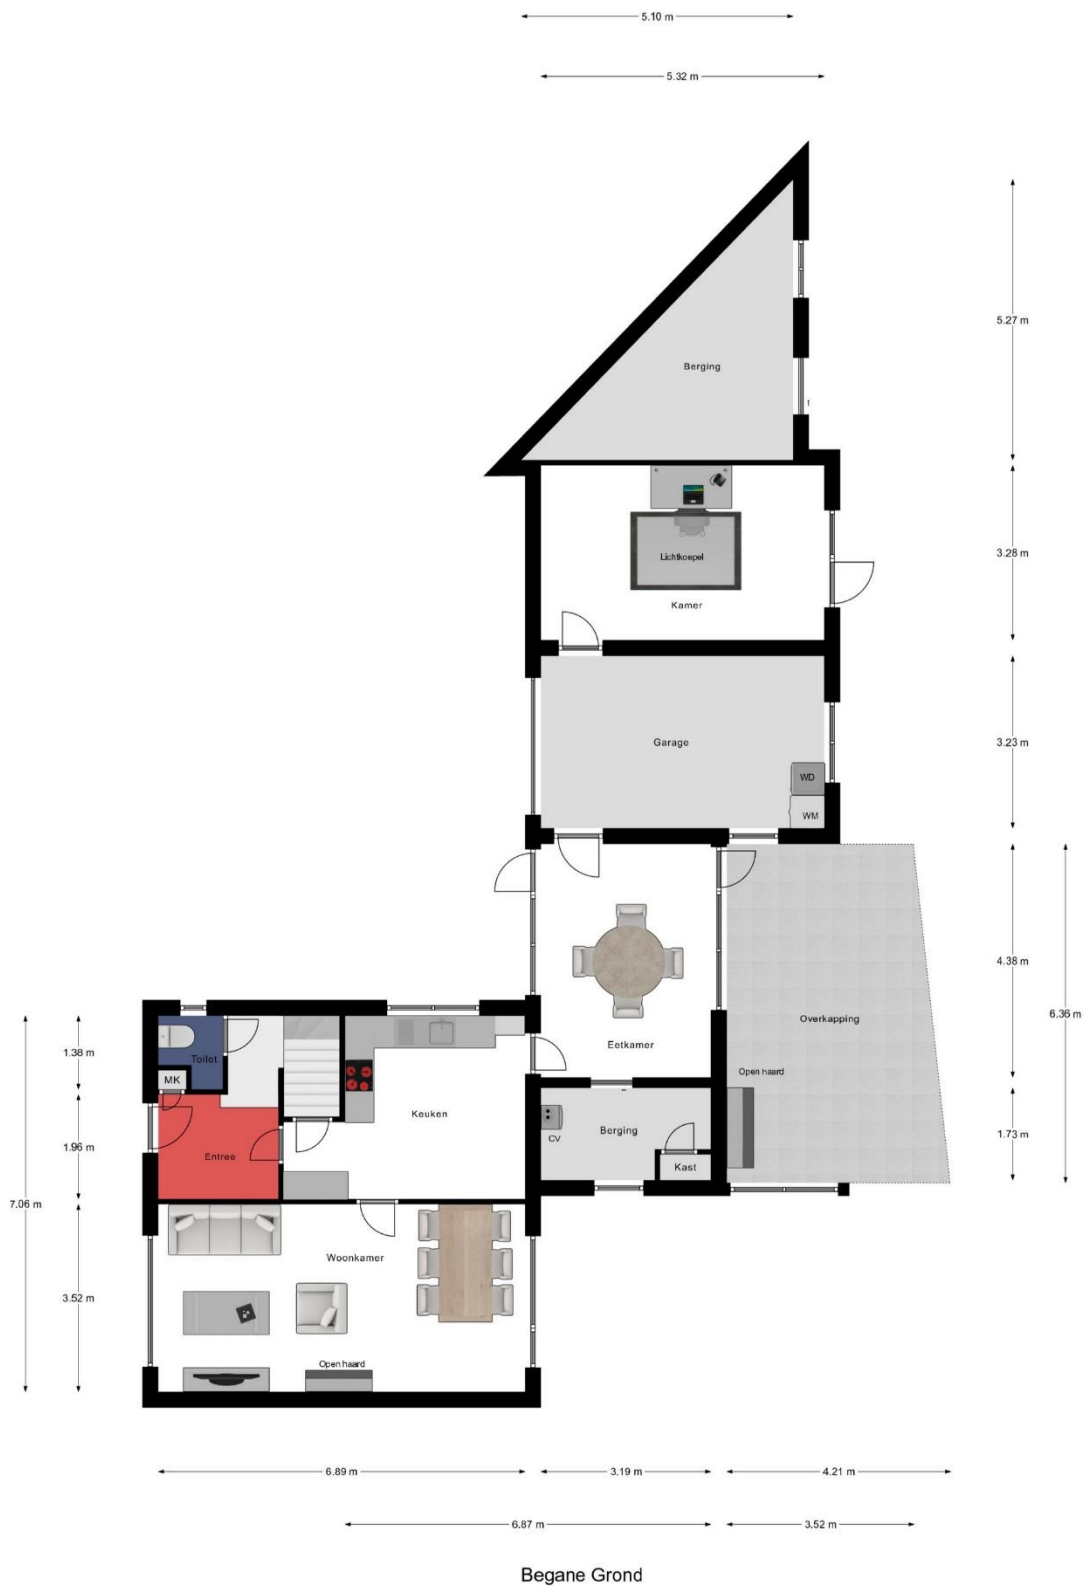 5.10 m
5.32 m
5.27 m
Berging
3.28 m
Lichtkoepel
Kamer
3.23 m
Garage
WD
WM
4.38 m
6.36 m
Overkapping
Eetkamer
1.38 m
Toilet
MK
Open haard
Keuken
Berging
CV
1.73 m
1.96 m
Entree
Kast
7.06 m
Woonkamer
3.52 m
Open haard
6.89 m
3.19 m
4.21 m
6.87 m
3.52 m
Begane Grond